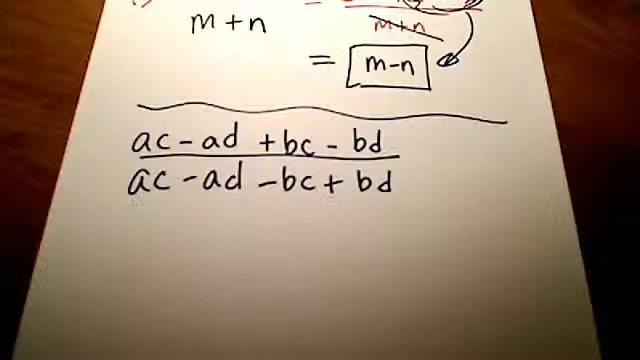 m+n
m+n
= m-n
ac - ad + bc - bd
ac - ad - bc + bd